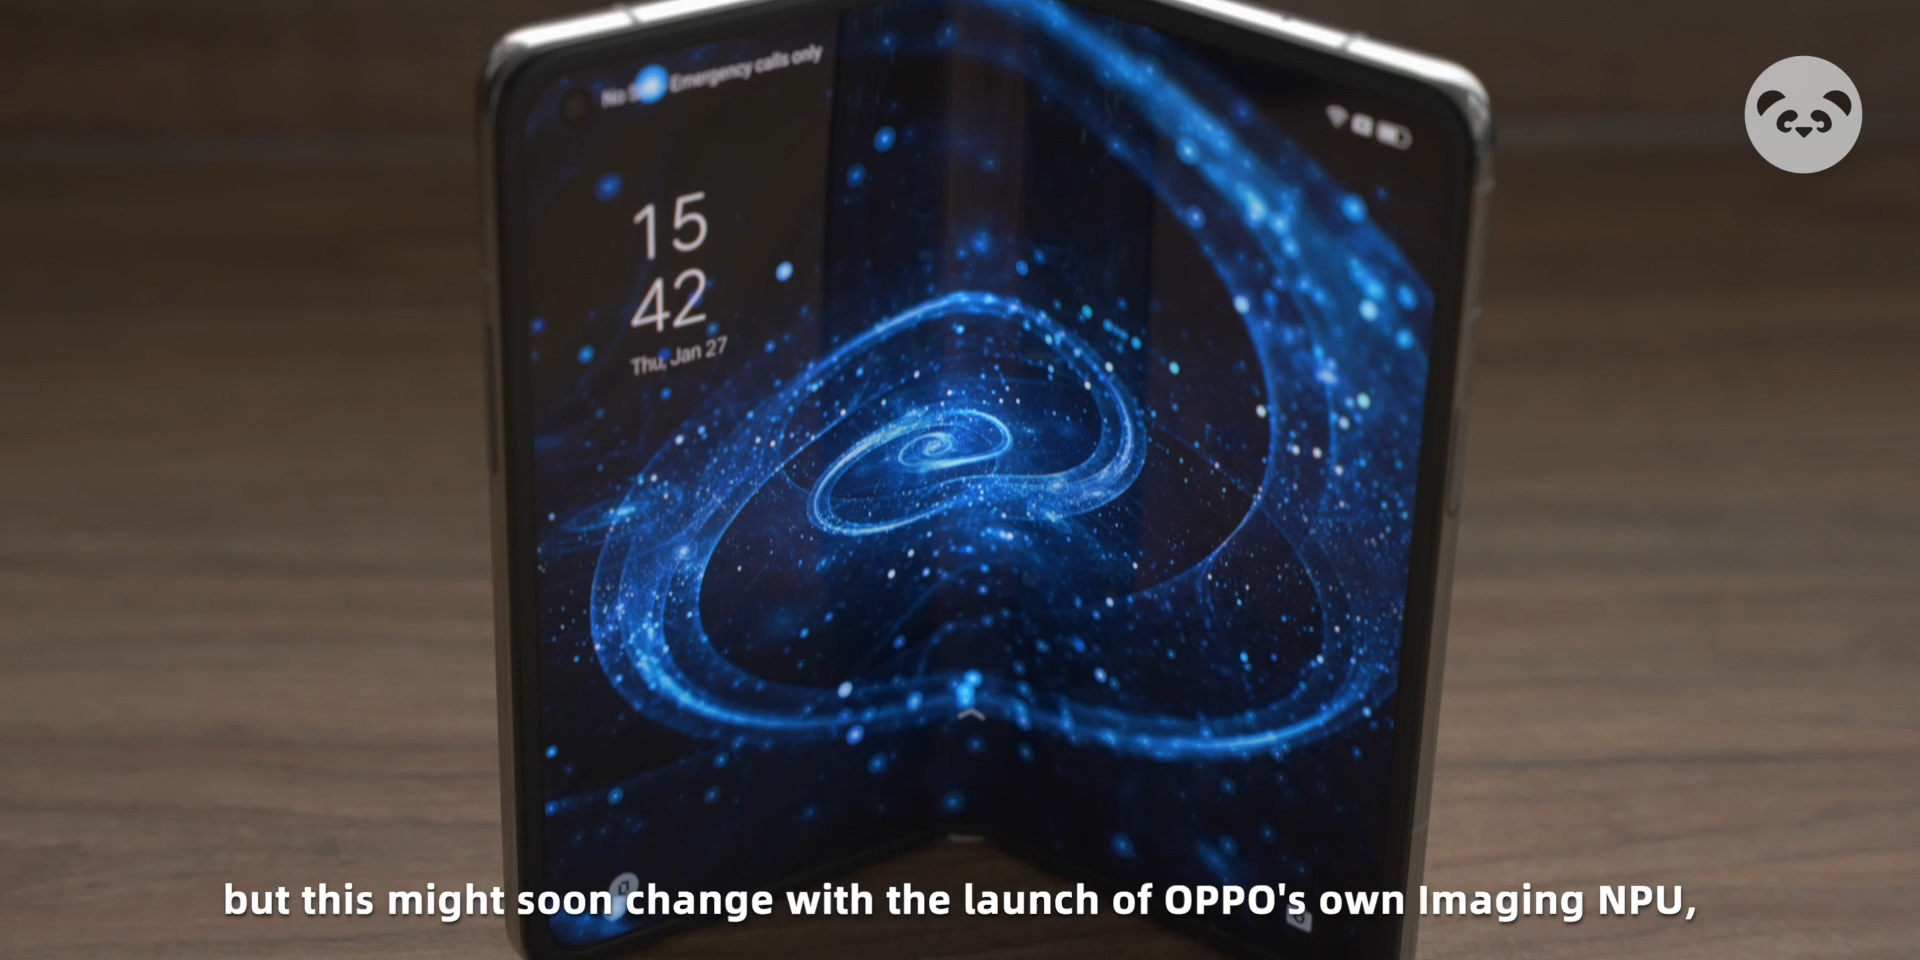 No S Emergency calls only
15
42
Thu, Jan 27
but this might soon change with the launch of OPPO's own Imaging NPU,